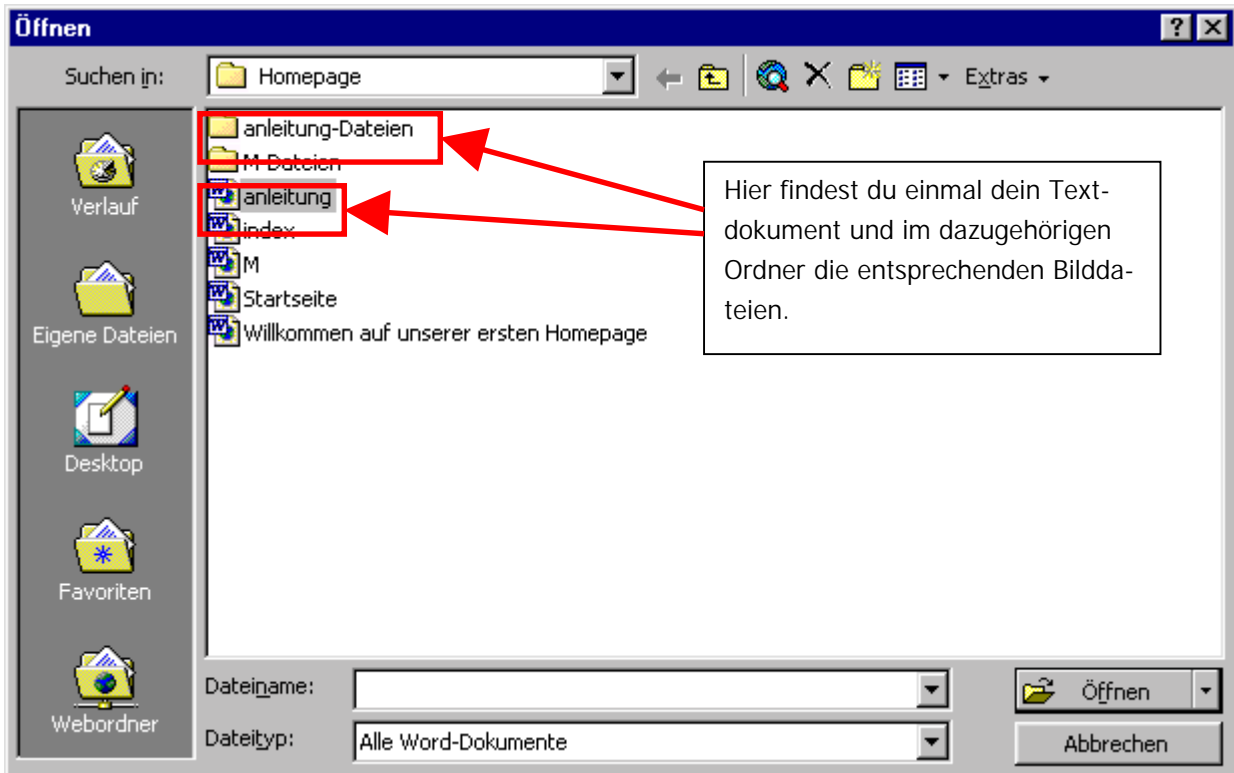 Öffnen
Suchen in: Homepage Extras
anleitung-Dateien
M-Dateien
anleitung
index
M
Startseite
Willkommen auf unserer ersten Homepage
Hier findest du einmal dein Text-
dokument und im dazugehörigen
Ordner die entsprechenden Bildda-
teien.
Verlauf
Eigene Dateien
Desktop
Favoriten
Webordner
Dateiname: Öffnen
Dateityp: Alle Word-Dokumente Abbrechen